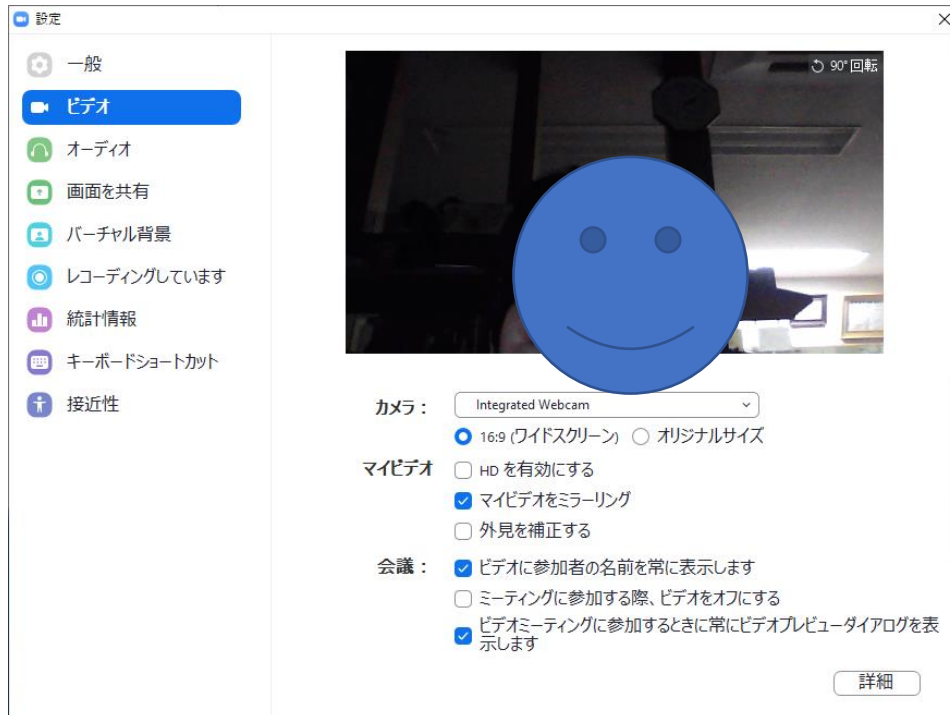 設定
一般
ビデオ
オーディオ
画面を共有
バーチャル背景
レコーディングしています
統計情報
キーボードショートカット
接近性
90°回転
カメラ：
Integrated Webcam
16:9 (ワイドスクリーン)
オリジナルサイズ
マイビデオ
HD を有効にする
マイビデオをミラーリング
外見を補正する
会議：
ビデオに参加者の名前を常に表示します
ミーティングに参加する際、ビデオをオフにする
ビデオミーティングに参加するときに常にビデオプレビューダイアログを表
示します
詳細